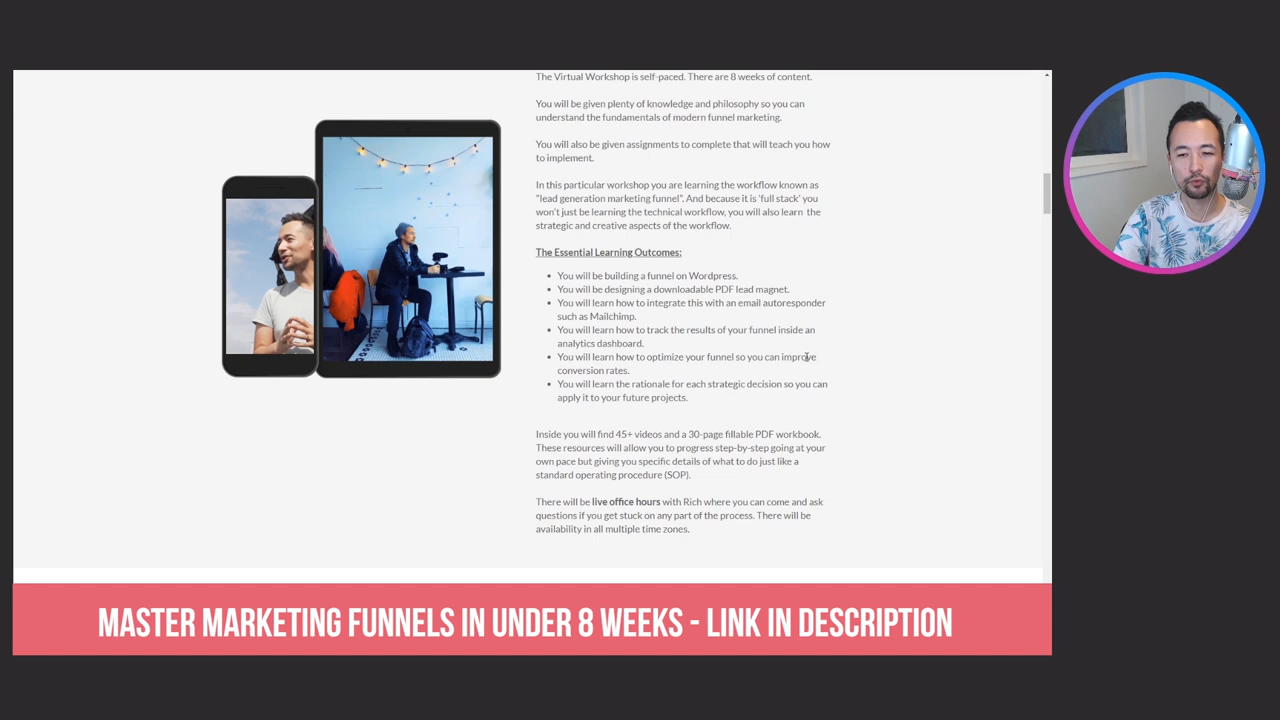 The Virtual Workshop is self-paced. There are 8 weeks of content.
You will be given plenty of knowledge and philosophy so you can
understand the fundamentals of modern funnel marketing.
You will also be given assignments to complete that will teach you how
to implement.
In this particular workshop you are learning the workflow known as
"lead generation marketing funnel". And because it is 'full stack' you
won't just be learning the technical workflow, you will also learn the
strategic and creative aspects of the workflow.
The Essential Learning Outcomes:
• You will be building a funnel on Wordpress.
• You will be designing a downloadable PDF lead magnet.
• You will learn how to integrate this with an email autoresponder
such as Mailchimp.
• You will learn how to track the results of your funnel inside an
analytics dashboard.
• You will learn how to optimize your funnel so you can improve
conversion rates.
• You will learn the rationale for each strategic decision so you can
apply it to your future projects.
Inside you will find 45+ videos and a 30-page fillable PDF workbook.
These resources will allow you to progress step-by-step going at your
own pace but giving you specific details of what to do just like a
standard operating procedure (SOP).
There will be live office hours with Rich where you can come and ask
questions if you get stuck on any part of the process. There will be
availability in all multiple time zones.
MASTER MARKETING FUNNELS IN UNDER 8 WEEKS - LINK IN DESCRIPTION